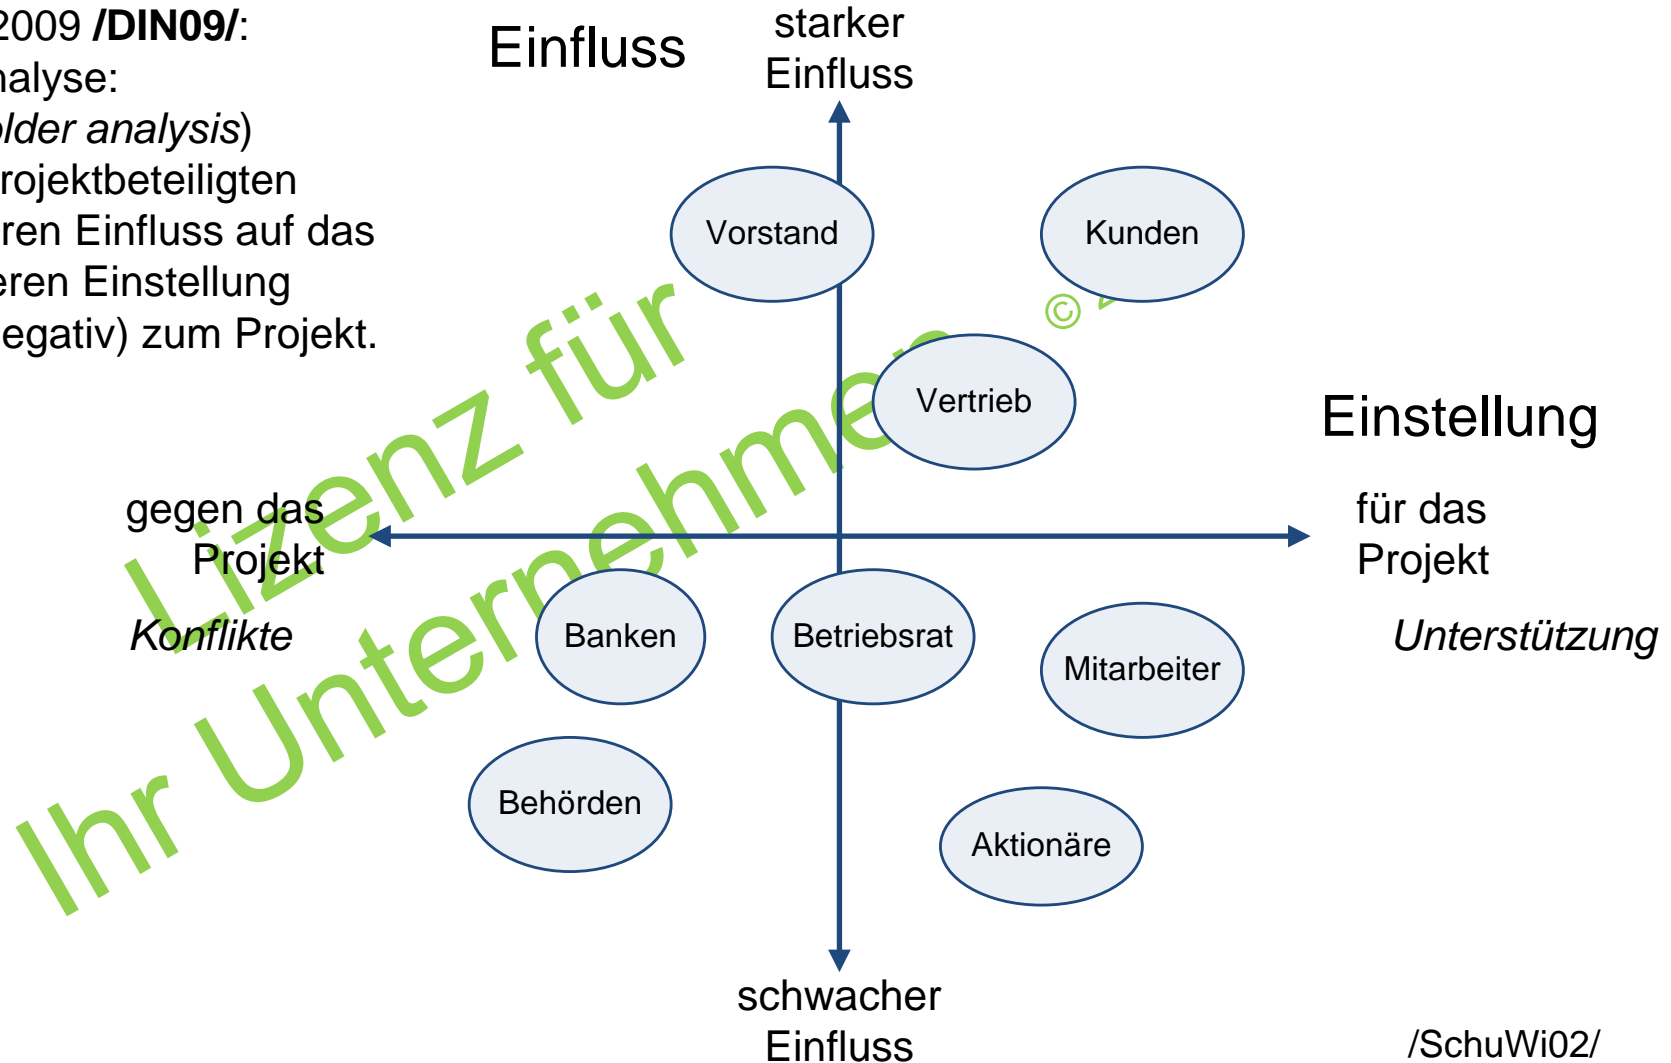 2009 /DIN09/:
nalyse:
older analysis)
rojektbeteiligten
ren Einfluss auf das
eren Einstellung
egativ) zum Projekt.
Einfluss
starker
Einfluss
Vorstand
Kunden
Vertrieb
Einstellung
gegen das
Projekt
für das
Projekt
Konflikte
Unterstützung
Banken
Betriebsrat
Mitarbeiter
Behörden
Aktionäre
schwacher
Einfluss
/SchuWi02/
Lizenz für
Ihr Unternehmen
©